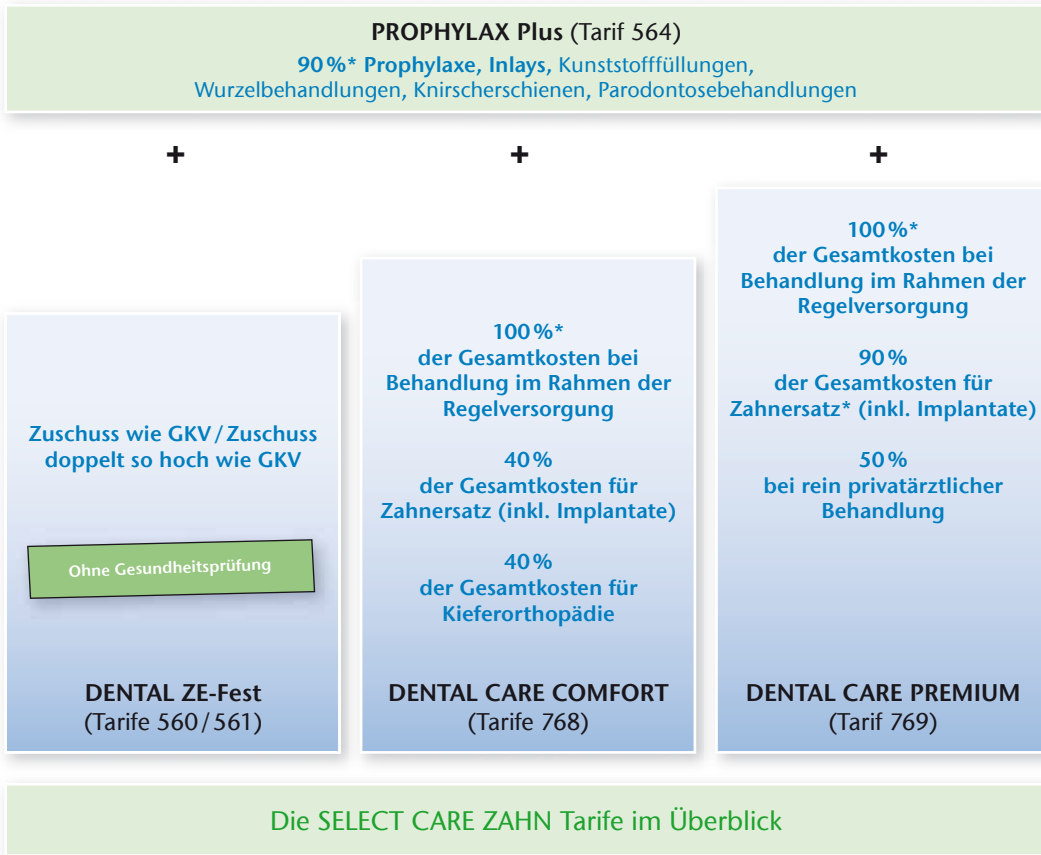 PROPHYLAX Plus (Tarif 564)
90%* Prophylaxe, Inlays, Kunststofffüllungen,
Wurzelbehandlungen, Knirscherschienen, Parodontosebehandlungen
+
+
+
Zuschuss wie GKV/Zuschuss
doppelt so hoch wie GKV
Ohne Gesundheitsprüfung
DENTAL ZE-Fest
(Tarife 560/561)
100%*
der Gesamtkosten bei
Behandlung im Rahmen der
Regelversorgung
40%
der Gesamtkosten für
Zahnersatz (inkl. Implantate)
40%
der Gesamtkosten für
Kieferorthopädie
DENTAL CARE COMFORT
(Tarife 768)
100%*
der Gesamtkosten bei
Behandlung im Rahmen der
Regelversorgung
90%
der Gesamtkosten für
Zahnersatz* (inkl. Implantate)
50%
bei rein privatärztlicher
Behandlung
DENTAL CARE PREMIUM
(Tarif 769)
Die SELECT CARE ZAHN Tarife im Überblick